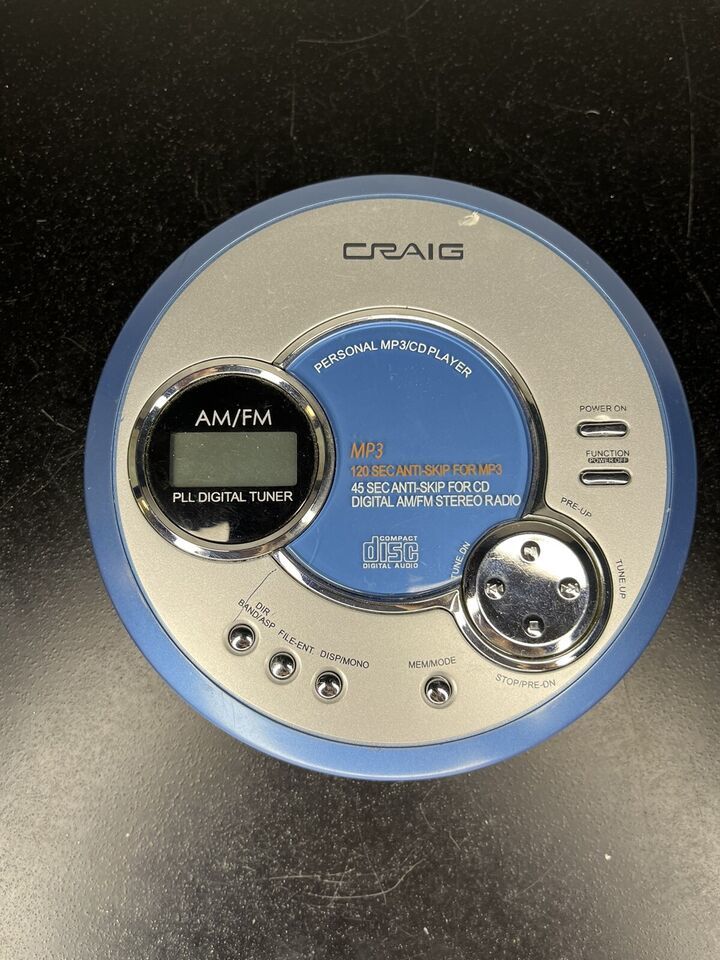 CRAIG
PERSONAL MP3/CD PLAYER
AM/FM
PLL DIGITAL TUNER
MP3
120 SEC ANTI-SKIP FOR MP3
45 SEC ANTI-SKIP FOR CD
DIGITAL AM/FM STEREO RADIO
COMPACT
disc
DIGITAL AUDIO
POWER ON
FUNCTION
POWER OFF
PRE-UP
TUNE DN
TUNE UP
STOP/PRE-DN
DIR
BAND/ASP
FILE-ENT
DISP/MONO
MEM/MODE